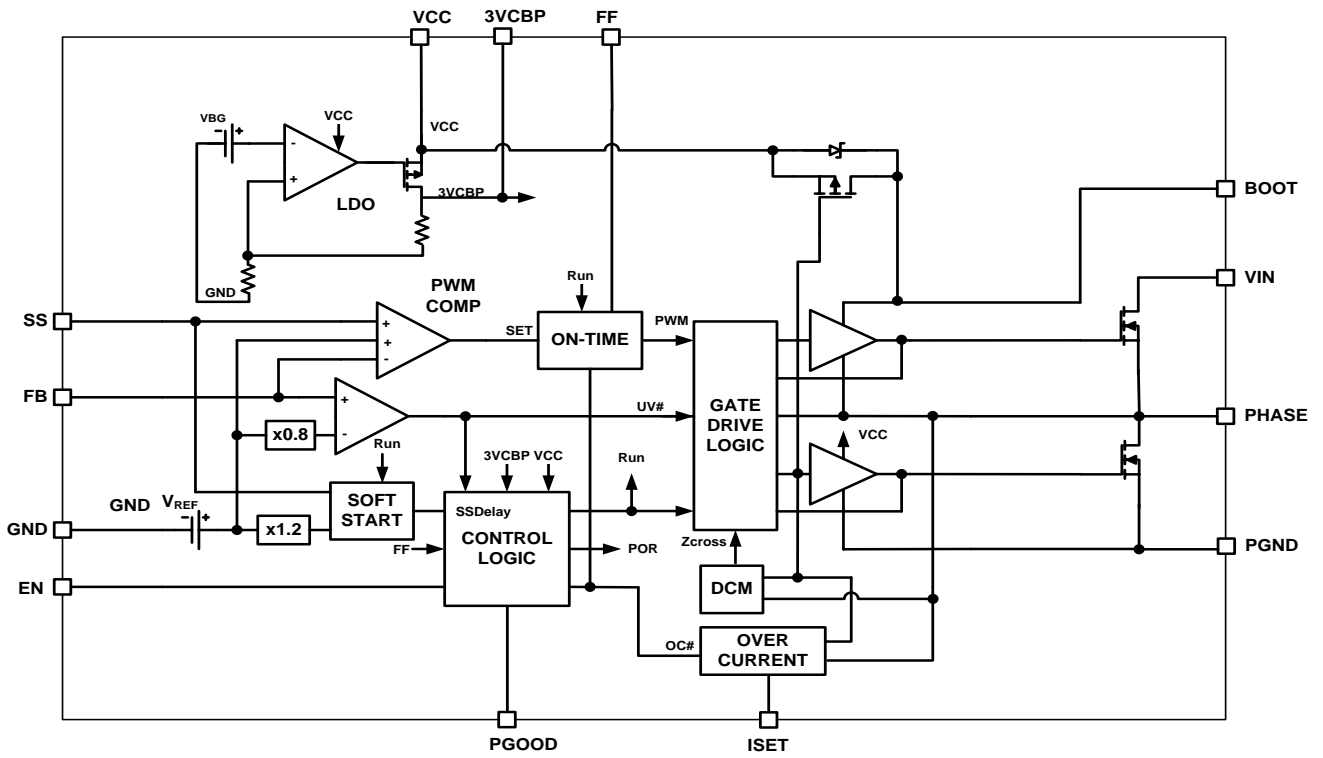 VCC 3VCBP FF
VBG
- +
VCC
VCC
-
+
LDO
3VCBP
GND
BOOT
VIN
PWM
COMP
Run
SS
+
+
-
SET
ON-TIME
PWM
FB
+
-
x0.8
UV#
GATE
DRIVE
LOGIC
PHASE
VCC
Run
3VCBP VCC
Run
GND
VREF
- +
SOFT
START
SSDelay
CONTROL
LOGIC
GND
x1.2
FF
POR
Zcross
PGND
EN
DCM
OC#
OVER
CURRENT
PGOOD
ISET